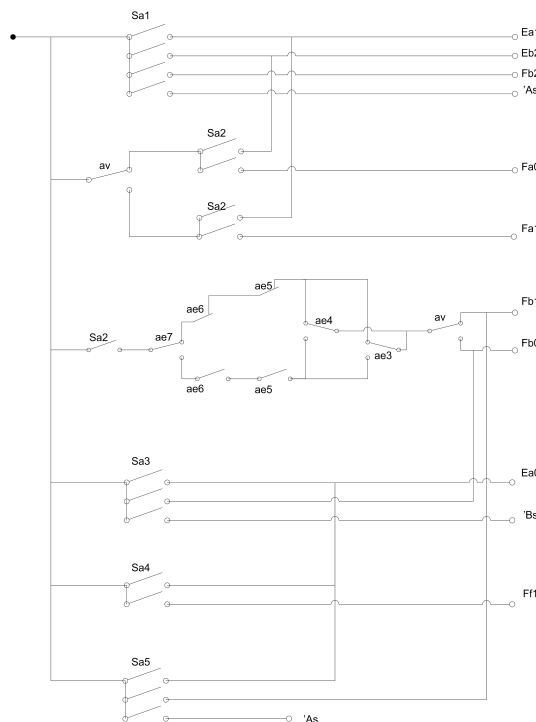 Sa1
Ea1
Eb2
Fb2
'As
Sa2
av
Fa0
Sa2
Fa1
ae5
ae6
Fb1
ae4
av
Sa2
ae7
Fb0
ae3
ae6
ae5
Sa3
Ea0
'Bs
Sa4
Ff1
Sa5
'As